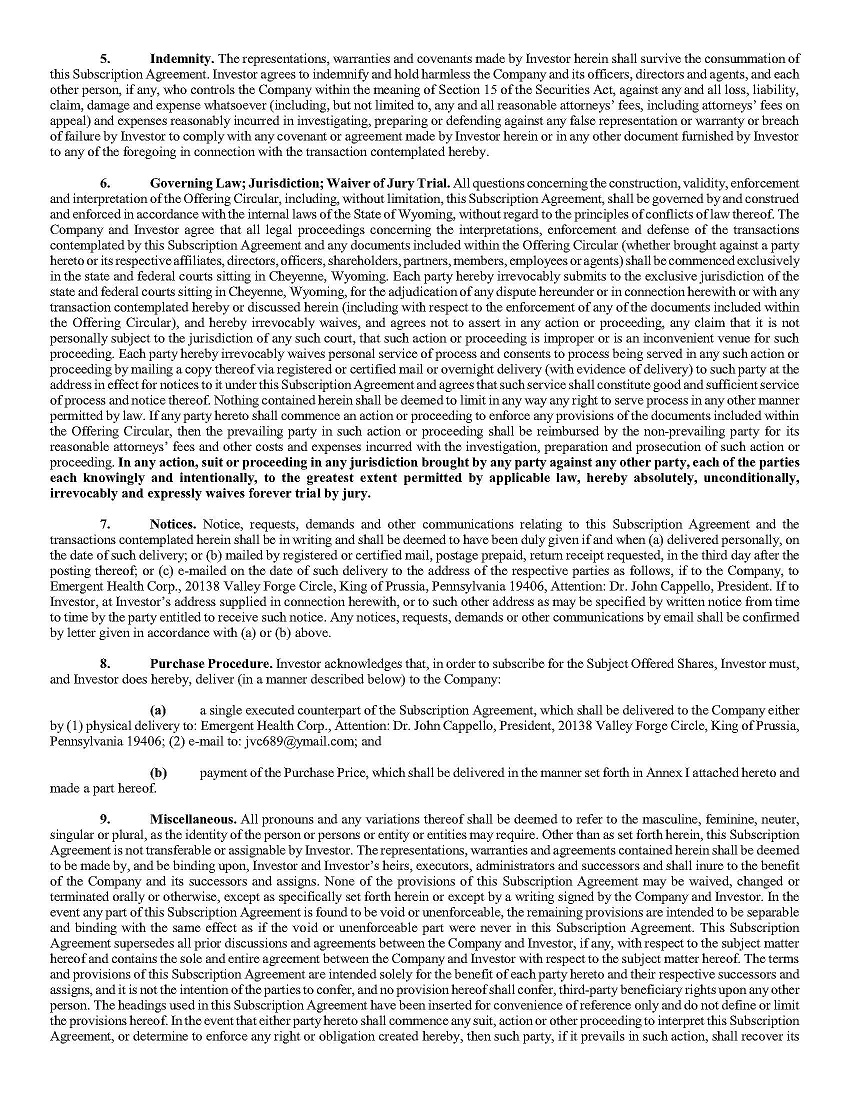 5. Indemnity. The representations, warranties and covenants made by Investor herein shall survive the consummation of
this Subscription Agreement. Investor agrees to indemnify and hold harmless the Company and its officers, directors and agents, and each
other person, if any, who controls the Company within the meaning of Section 15 of the Securities Act, against any and all loss, liability,
claim, damage and expense whatsoever (including, but not limited to, any and all reasonable attorneys’ fees, including attorneys’ fees on
appeal) and expenses reasonably incurred in investigating, preparing or defending against any false representation or warranty or breach
of failure by Investor to comply with any covenant or agreement made by Investor herein or in any other document furnished by Investor
to any of the foregoing in connection with the transaction contemplated hereby.
6. Governing Law; Jurisdiction; Waiver of Jury Trial. All questions concerning the construction, validity, enforcement
and interpretation of the Offering Circular, including, without limitation, this Subscription Agreement, shall be governed by and construed
and enforced in accordance with the internal laws of the State of Wyoming, without regard to the principles of conflicts of law thereof. The
Company and Investor agree that all legal proceedings concerning the interpretations, enforcement and defense of the transactions
contemplated by this Subscription Agreement and any documents included within the Offering Circular (whether brought against a party
hereto or its respective affiliates, directors, officers, shareholders, partners, members, employees or agents) shall be commenced exclusively
in the state and federal courts sitting in Cheyenne, Wyoming. Each party hereby irrevocably submits to the exclusive jurisdiction of the
state and federal courts sitting in Cheyenne, Wyoming, for the adjudication of any dispute hereunder or in connection herewith or with any
transaction contemplated hereby or discussed herein (including with respect to the enforcement of any of the documents included within
the Offering Circular), and hereby irrevocably waives, and agrees not to assert in any action or proceeding, any claim that it is not
personally subject to the jurisdiction of any such court, that such action or proceeding is improper or is an inconvenient venue for such
proceeding. Each party hereby irrevocably waives personal service of process and consents to process being served in any such action or
proceeding by mailing a copy thereof via registered or certified mail or overnight delivery (with evidence of delivery) to such party at the
address in effect for notices to it under this Subscription Agreement and agrees that such service shall constitute good and sufficient service
of process and notice thereof. Nothing contained herein shall be deemed to limit in any way any right to serve process in any other manner
permitted by law. If any party hereto shall commence an action or proceeding to enforce any provisions of the documents included within
the Offering Circular, then the prevailing party in such action or proceeding shall be reimbursed by the non-prevailing party for its
reasonable attorneys’ fees and other costs and expenses incurred with the investigation, preparation and prosecution of such action or
proceeding. In any action, suit or proceeding in any jurisdiction brought by any party against any other party, each of the parties
each knowingly and intentionally, to the greatest extent permitted by applicable law, hereby absolutely, unconditionally,
irrevocably and expressly waives forever trial by jury.
7. Notices. Notice, requests, demands and other communications relating to this Subscription Agreement and the
transactions contemplated herein shall be in writing and shall be deemed to have been duly given if and when (a) delivered personally, on
the date of such delivery; or (b) mailed by registered or certified mail, postage prepaid, return receipt requested, in the third day after the
posting thereof; or (c) e-mailed on the date of such delivery to the address of the respective parties as follows, if to the Company, to
Emergent Health Corp., 20138 Valley Forge Circle, King of Prussia, Pennsylvania 19406, Attention: Dr. John Cappello, President. If to
Investor, at Investor’s address supplied in connection herewith, or to such other address as may be specified by written notice from time
to time by the party entitled to receive such notice. Any notices, requests, demands or other communications by email shall be confirmed
by letter given in accordance with (a) or (b) above.
8. Purchase Procedure. Investor acknowledges that, in order to subscribe for the Subject Offered Shares, Investor must,
and Investor does hereby, deliver (in a manner described below) to the Company:
(a) a single executed counterpart of the Subscription Agreement, which shall be delivered to the Company either
by (1) physical delivery to: Emergent Health Corp., Attention: Dr. John Cappello, President, 20138 Valley Forge Circle, King of Prussia,
Pennsylvania 19406; (2) e-mail to: jvc689@ymail.com; and
(b) payment of the Purchase Price, which shall be delivered in the manner set forth in Annex I attached hereto and
made a part hereof.
9. Miscellaneous. All pronouns and any variations thereof shall be deemed to refer to the masculine, feminine, neuter,
singular or plural, as the identity of the person or persons or entity or entities may require. Other than as set forth herein, this Subscription
Agreement is not transferable or assignable by Investor. The representations, warranties and agreements contained herein shall be deemed
to be made by, and be binding upon, Investor and Investor’s heirs, executors, administrators and successors and shall inure to the benefit
of the Company and its successors and assigns. None of the provisions of this Subscription Agreement may be waived, changed or
terminated orally or otherwise, except as specifically set forth herein or except by a writing signed by the Company and Investor. In the
event any part of this Subscription Agreement is found to be void or unenforceable, the remaining provisions are intended to be separable
and binding with the same effect as if the void or unenforceable part were never in this Subscription Agreement. This Subscription
Agreement supersedes all prior discussions and agreements between the Company and Investor, if any, with respect to the subject matter
hereof and contains the sole and entire agreement between the Company and Investor with respect to the subject matter hereof. The terms
and provisions of this Subscription Agreement are intended solely for the benefit of each party hereto and their respective successors and
assigns, and it is not the intention of the parties to confer, and no provision hereof shall confer, third-party beneficiary rights upon any other
person. The headings used in this Subscription Agreement have been inserted for convenience of reference only and do not define or limit
the provisions hereof. In the event that either party hereto shall commence any suit, action or other proceeding to interpret this Subscription
Agreement, or determine to enforce any right or obligation created hereby, then such party, if it prevails in such action, shall recover its